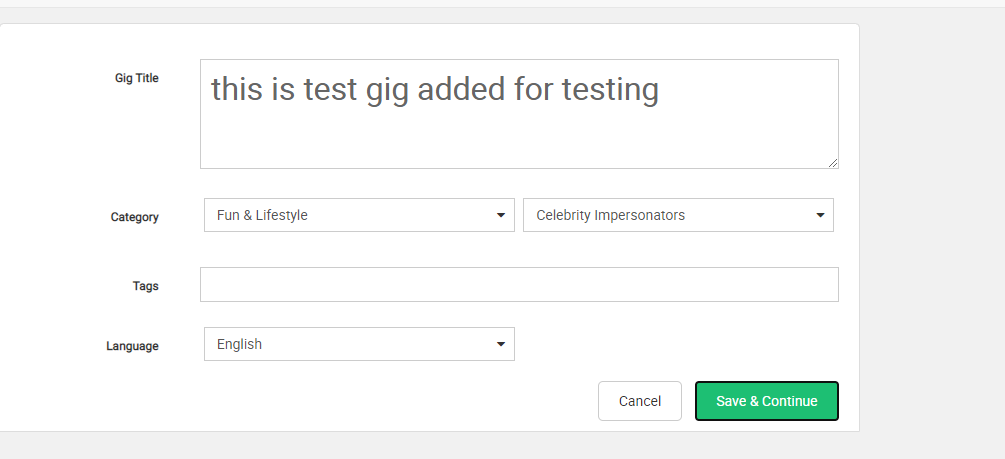 Gig Title
this is test gig added for testing
Category
Fun & Lifestyle
Celebrity Impersonators
Tags
Language
English
Cancel
Save & Continue